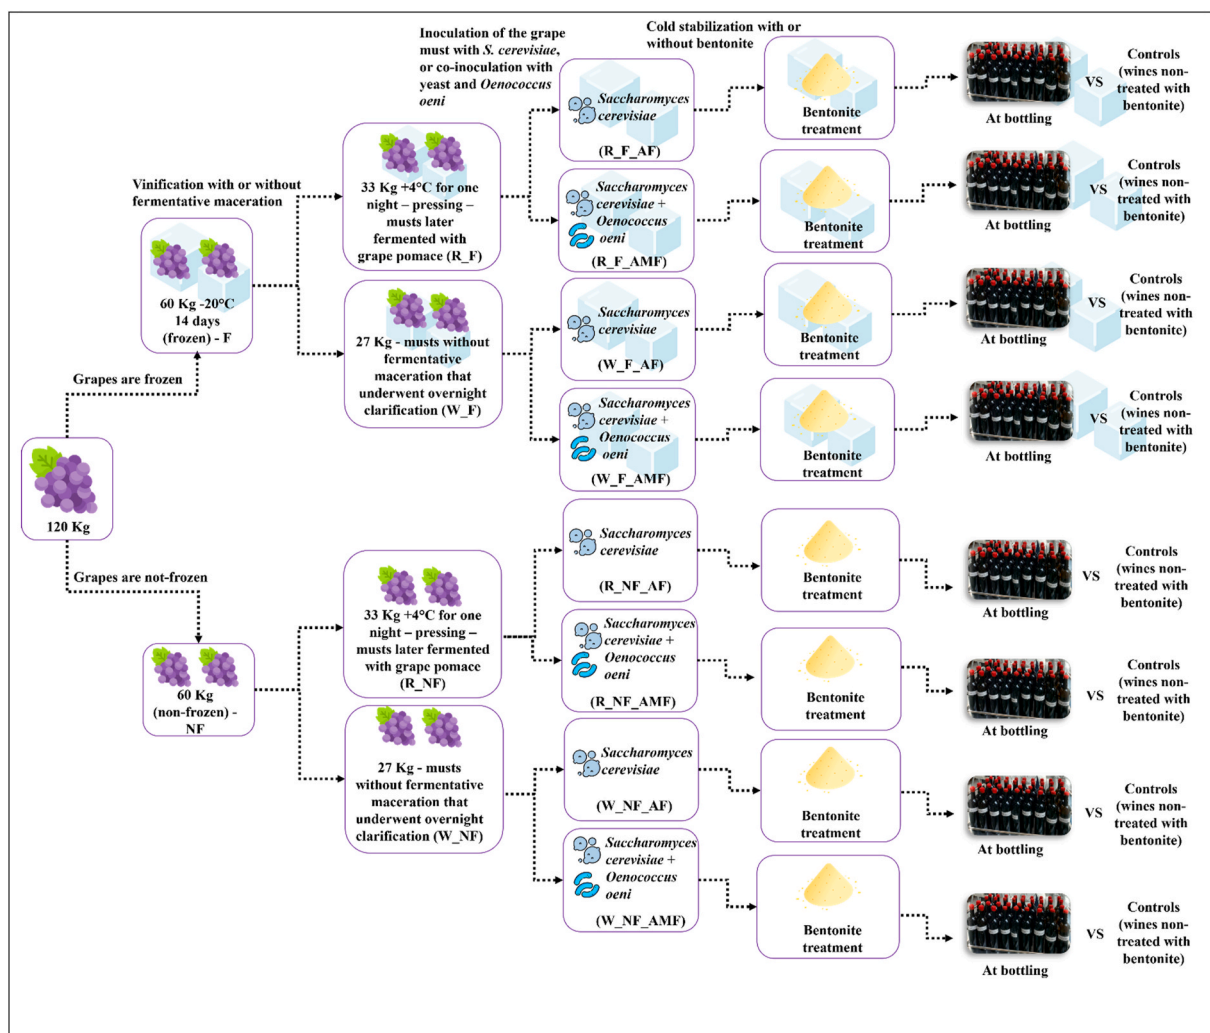 Inoculation of the grape
must with S. cerevisiae,
or co-inoculation with
yeast and Oenococcus
oeni
Cold stabilization with or
without bentonite
Vinification with or without
fermentative maceration
Saccharomyces
cerevisiae
(R_F_AF)
Bentonite
treatment
At bottling
VS
Controls
(wines non-
treated with
bentonite)
33 Kg +4°C for one
night – pressing –
musts later
fermented with
grape pomace (R_F)
Saccharomyces
cerevisiae +
Oenococcus
oeni
(R_F_AMF)
Bentonite
treatment
At bottling
VS
Controls
(wines non-
treated with
bentonite)
60 Kg -20°C
14 days
(frozen) - F
27 Kg - musts without
fermentative
maceration that
underwent overnight
clarification (W_F)
Saccharomyces
cerevisiae
(W_F_AF)
Bentonite
treatment
At bottling
VS
Controls
(wines non-
treated with
bentonite)
Grapes are frozen
Saccharomyces
cerevisiae +
Oenococcus
oeni
(W_F_AMF)
Bentonite
treatment
At bottling
VS
Controls
(wines non-
treated with
bentonite)
120 Kg
Grapes are not-frozen
33 Kg +4°C for one
night – pressing –
musts later fermented
with grape pomace
(R_NF)
Saccharomyces
cerevisiae
(R_NF_AF)
Bentonite
treatment
At bottling
VS
Controls
(wines non-
treated with
bentonite)
60 Kg
(non-frozen) -
NF
Saccharomyces
cerevisiae +
Oenococcus
oeni
(R_NF_AMF)
Bentonite
treatment
At bottling
VS
Controls
(wines non-
treated with
bentonite)
27 Kg - musts
without fermentative
maceration that
underwent overnight
clarification (W_NF)
Saccharomyces
cerevisiae
(W_NF_AF)
Bentonite
treatment
At bottling
VS
Controls
(wines non-
treated with
bentonite)
Saccharomyces
cerevisiae +
Oenococcus
oeni
(W_NF_AMF)
Bentonite
treatment
At bottling
VS
Controls
(wines non-
treated with
bentonite)